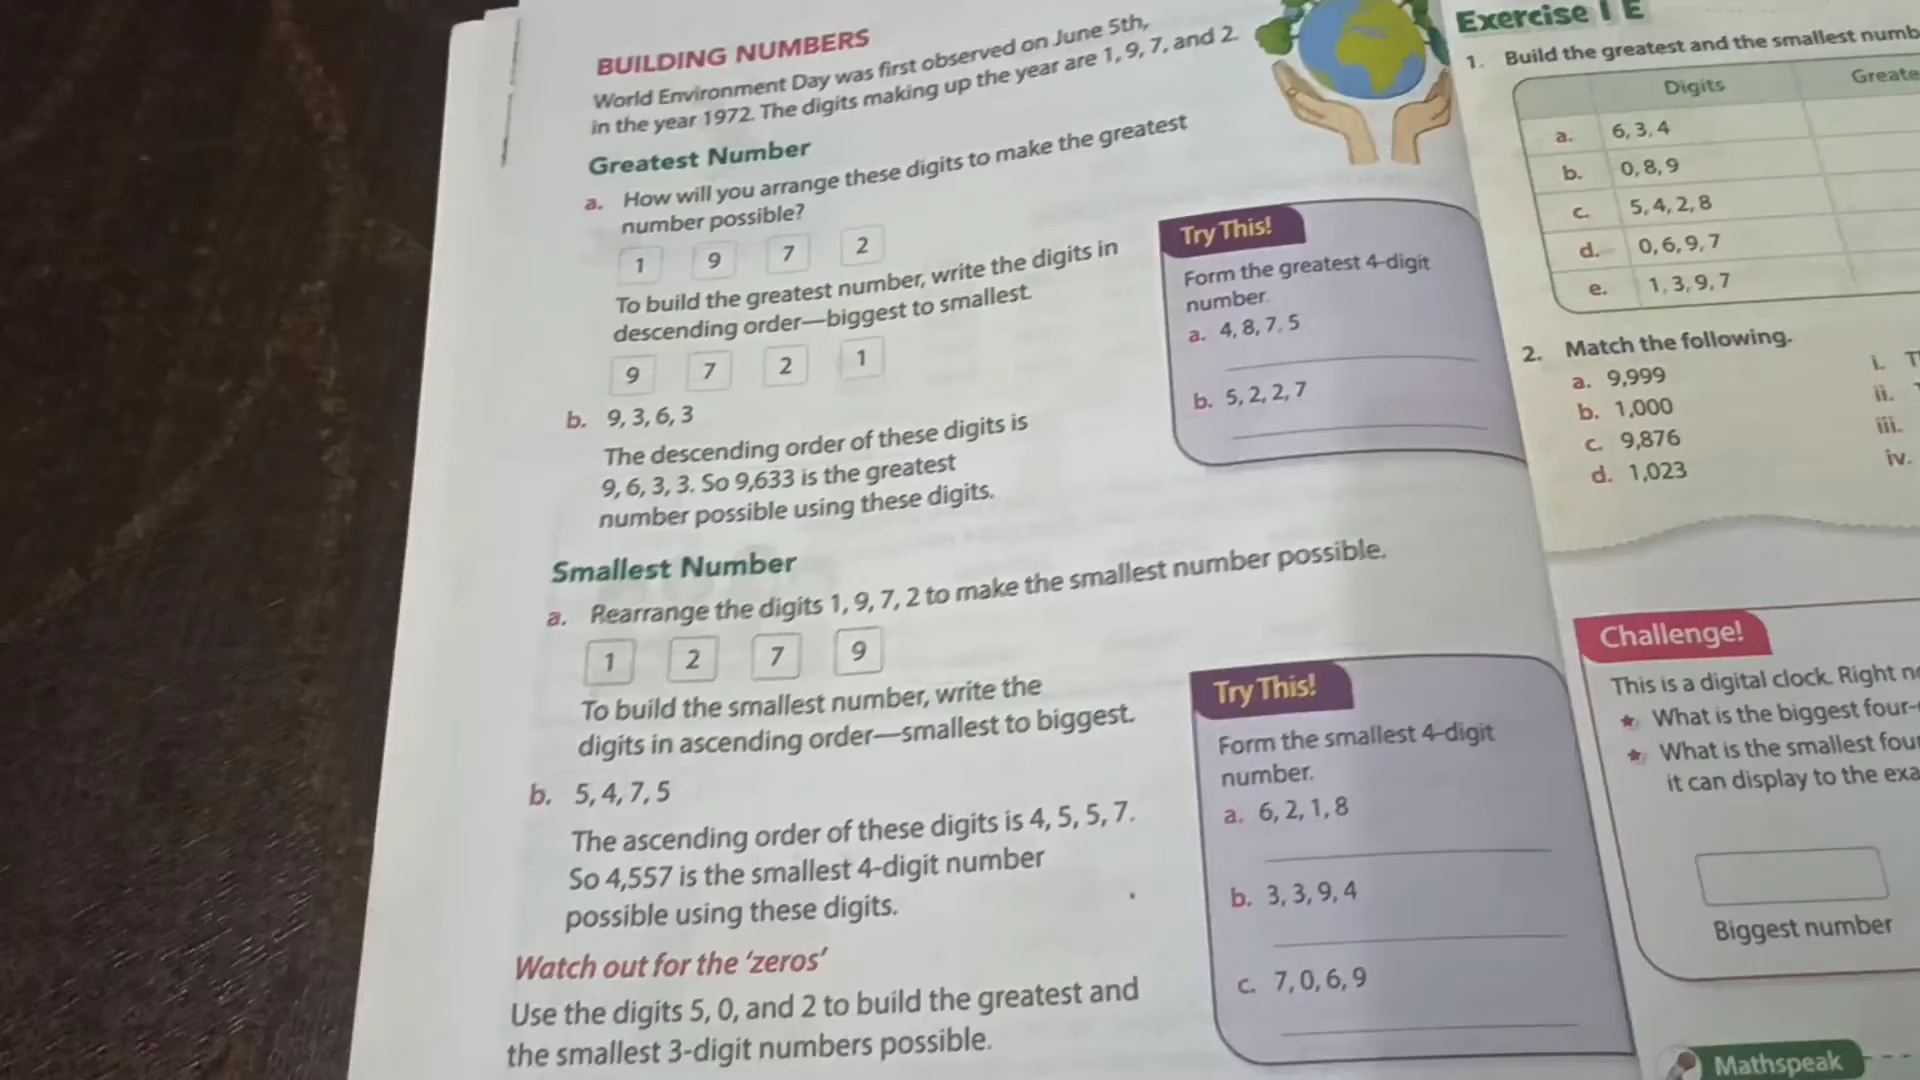 BUILDING NUMBERS
World Environment Day was first observed on June 5th,
in the year 1972. The digits making up the year are 1, 9, 7, and 2.
Greatest Number
a. How will you arrange these digits to make the greatest
number possible?
1 9 7 2
To build the greatest number, write the digits in
descending order—biggest to smallest.
9 7 2 1
b. 9, 3, 6, 3
The descending order of these digits is
9, 6, 3, 3. So 9,633 is the greatest
number possible using these digits.
Try This!
Form the greatest 4-digit
number.
a. 4, 8, 7, 5
b. 5, 2, 2, 7
Smallest Number
a. Rearrange the digits 1, 9, 7, 2 to make the smallest number possible.
1 2 7 9
To build the smallest number, write the
digits in ascending order—smallest to biggest.
b. 5, 4, 7, 5
The ascending order of these digits is 4, 5, 5, 7.
So 4,557 is the smallest 4-digit number
possible using these digits.
Watch out for the ‘zeros’
Use the digits 5, 0, and 2 to build the greatest and
the smallest 3-digit numbers possible.
Try This!
Form the smallest 4-digit
number.
a. 6, 2, 1, 8
b. 3, 3, 9, 4
c. 7, 0, 6, 9
Exercise 1 E
1. Build the greatest and the smallest
Digits
a. 6, 3, 4
b. 0, 8, 9
c. 5, 4, 2, 8
d. 0, 6, 9, 7
e. 1, 3, 9, 7
2. Match the following.
a. 9,999 i.
b. 1,000 ii.
c. 9,876 iii.
d. 1,023 iv.
Challenge!
This is a digital clock. Right
What is the biggest four-
What is the smallest
it can display to the
Biggest number
Mathspeak